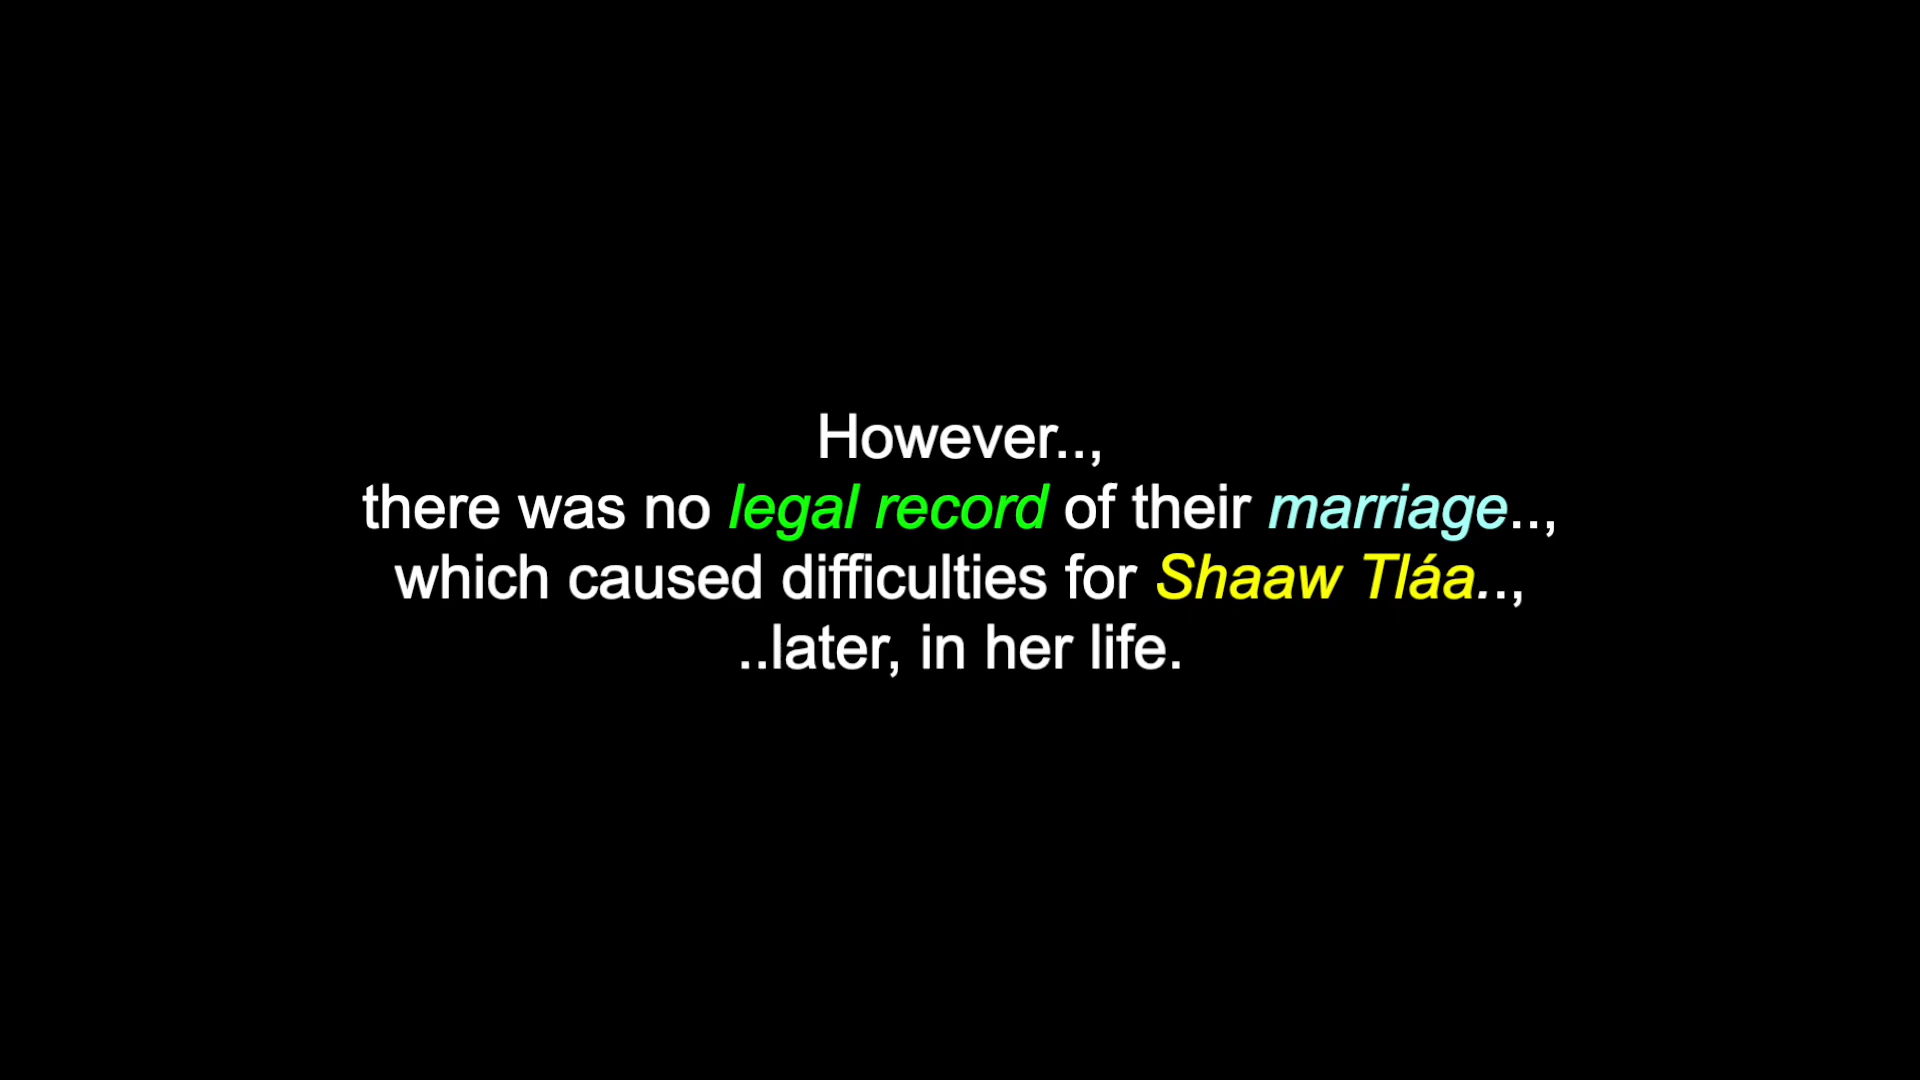 However..,
there was no legal record of their marriage..,
which caused difficulties for Shaaw Tláa..,
..later, in her life.